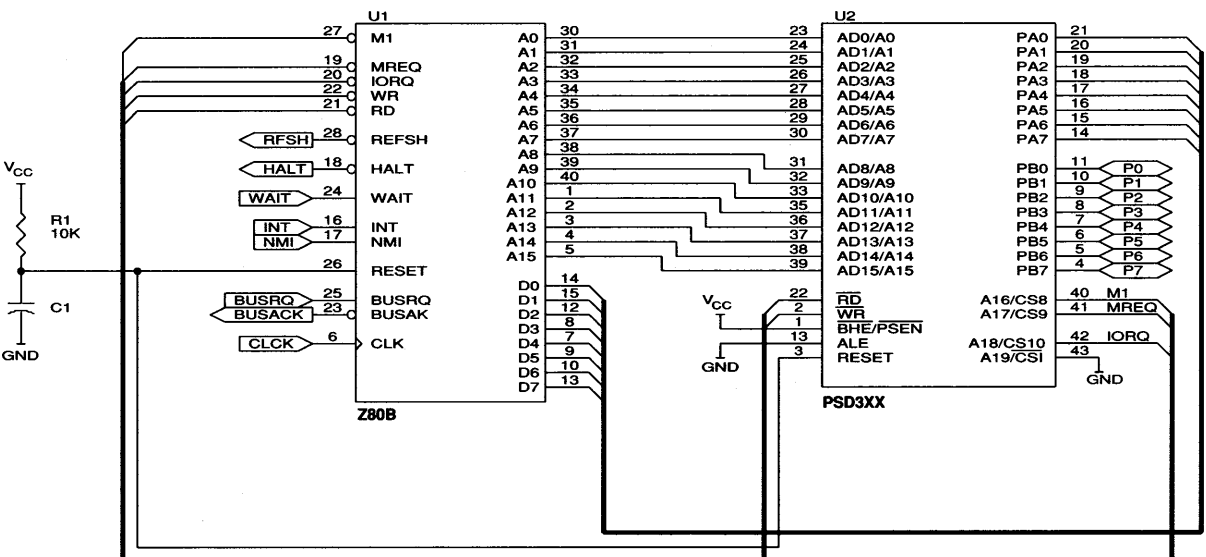 U1
27 M1 A0 30
A1 31
19 MREQ A2 32
20 IORQ A3 33
22 WR A4 34
21 RD A5 35
A6 36
RFSH 28 REFSH A7 37
A8 38
HALT 18 HALT A9 39
A10 40
WAIT 24 WAIT A11 1
A12 2
INT 16 INT A13 3
NMI 17 NMI A14 4
A15 5
26 RESET
D0 14
BUSRQ 25 BUSRQ D1 15
BUSACK 23 BUSAK D2 12
D3 8
CLCK 6 CLK D4 7
D5 9
D6 10
D7 13
Z80B
VCC
R1
10K
C1
GND
U2
23 AD0/A0 PA0 21
24 AD1/A1 PA1 20
25 AD2/A2 PA2 19
26 AD3/A3 PA3 18
27 AD4/A4 PA4 17
28 AD5/A5 PA5 16
29 AD6/A6 PA6 15
30 AD7/A7 PA7 14
31 AD8/A8 PB0 11 P0
32 AD9/A9 PB1 10 P1
33 AD10/A10 PB2 9 P2
35 AD11/A11 PB3 8 P3
36 AD12/A12 PB4 7 P4
37 AD13/A13 PB5 6 P5
38 AD14/A14 PB6 5 P6
39 AD15/A15 PB7 4 P7
VCC
22 RD A16/CS8 40 M1
2 WR A17/CS9 41 MREQ
1 BHE/PSEN
13 ALE A18/CS10 42 IORQ
3 RESET A19/CSI 43
GND
GND
PSD3XX